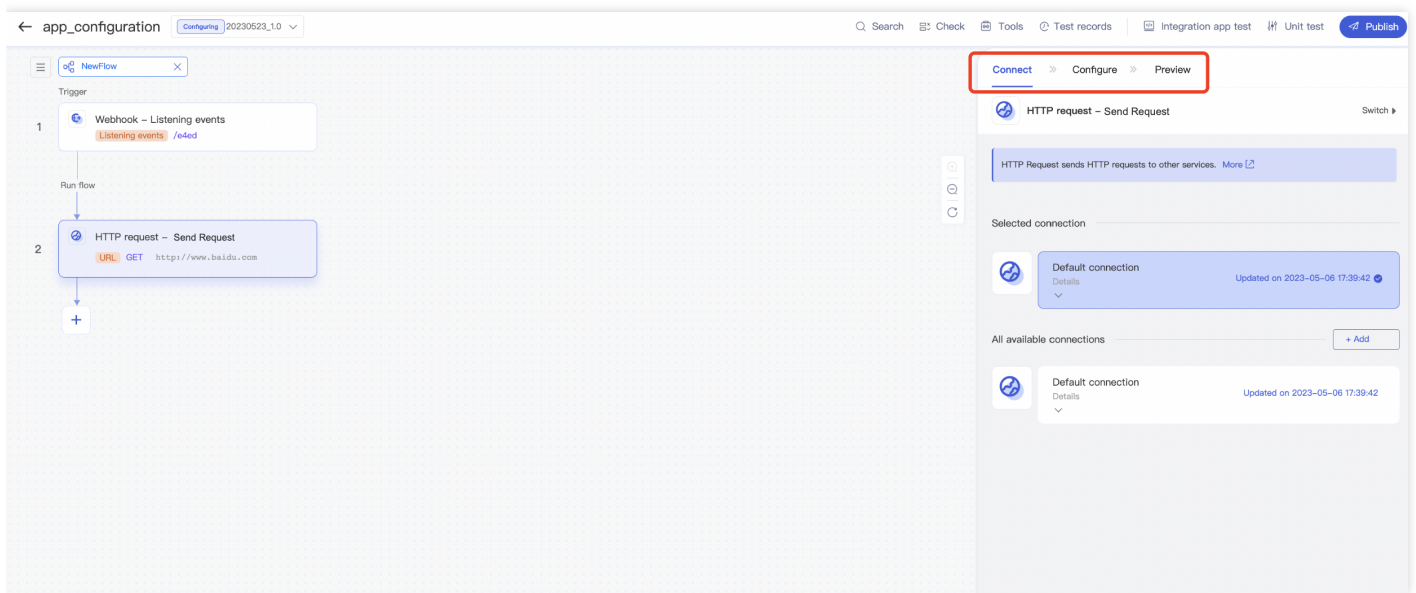 app_configuration Configuring 20230523_1.0 Search Check Tools Test records Integration app test Unit test Publish
NewFlow
Trigger
1 Webhook – Listening events
Listening events /e4ed
Run flow
2 HTTP request – Send Request
URL GET http://www.baidu.com
Connect Configure Preview
HTTP request – Send Request Switch
HTTP Request sends HTTP requests to other services. More
Selected connection
Default connection
Details
Updated on 2023–05–06 17:39:42
All available connections + Add
Default connection
Details
Updated on 2023–05–06 17:39:42